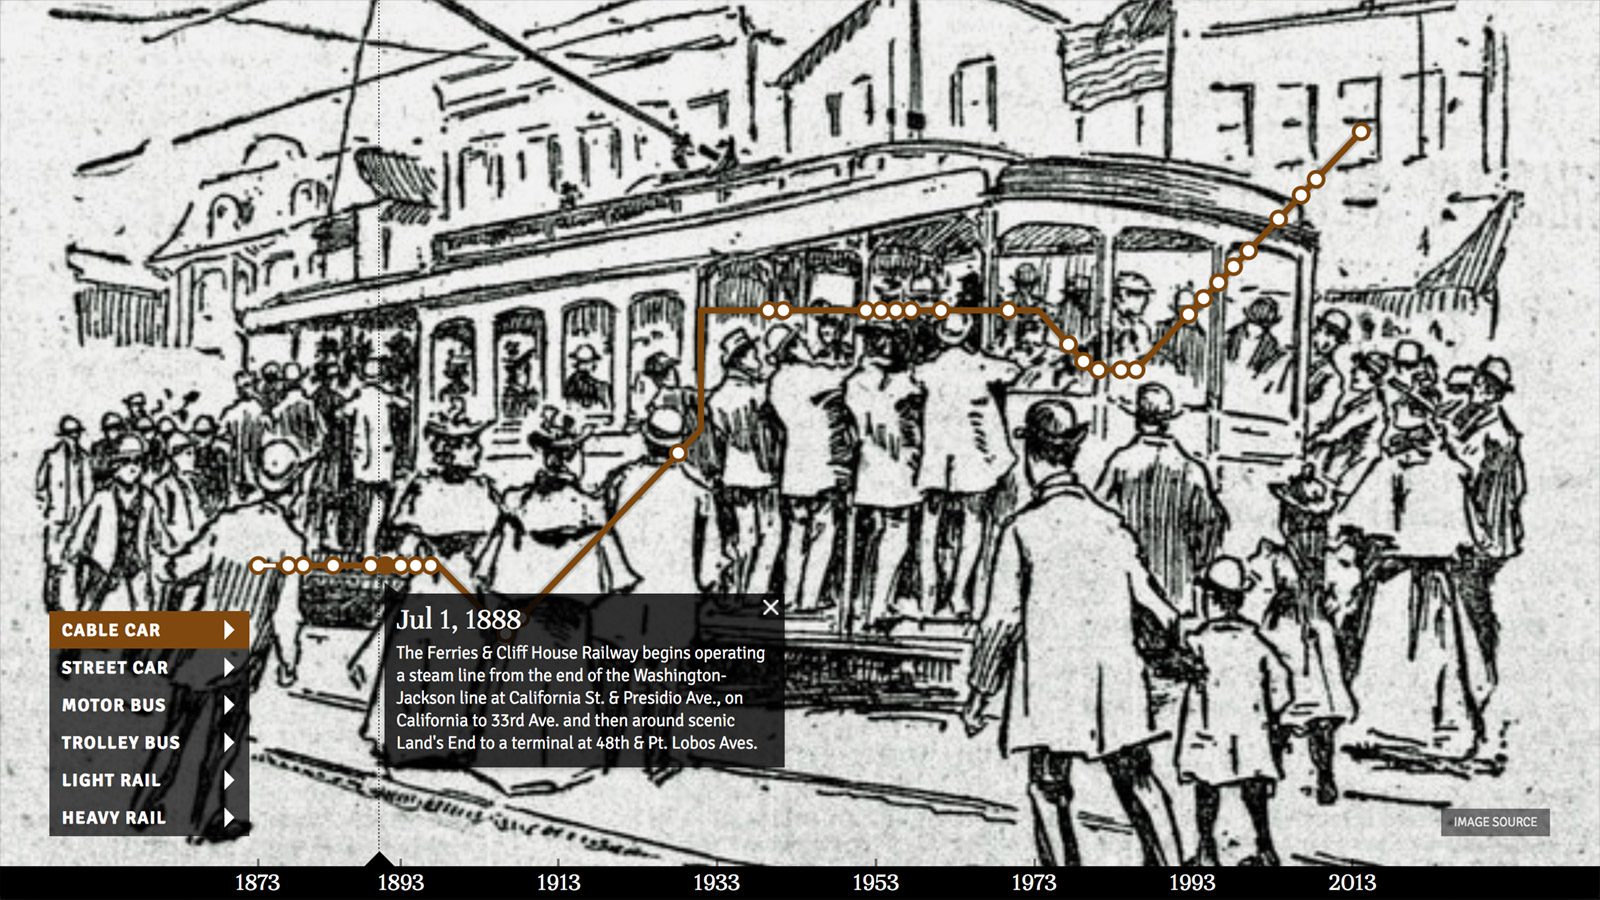 CABLE CAR
STREET CAR
MOTOR BUS
TROLLEY BUS
LIGHT RAIL
HEAVY RAIL
Jul 1, 1888
The Ferries & Cliff House Railway begins operating
a steam line from the end of the Washington-
Jackson line at California St. & Presidio Ave., on
California to 33rd Ave. and then around scenic
Land's End to a terminal at 48th & Pt. Lobos Aves.
IMAGE SOURCE
1873 1893 1913 1933 1953 1973 1993 2013